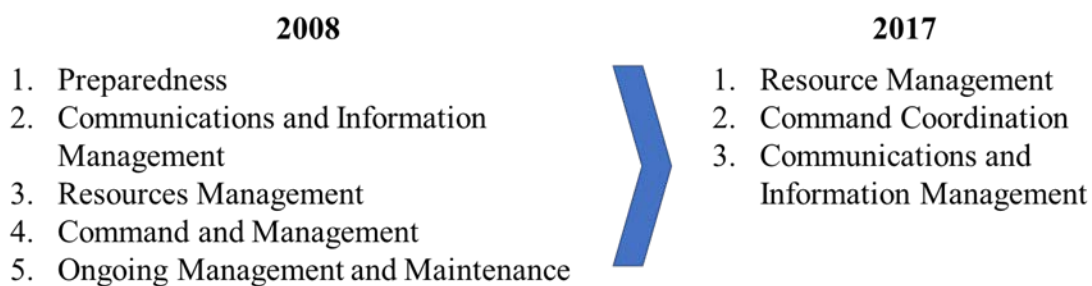 2008
1. Preparedness
2. Communications and Information
Management
3. Resources Management
4. Command and Management
5. Ongoing Management and Maintenance
2017
1. Resource Management
2. Command Coordination
3. Communications and
Information Management